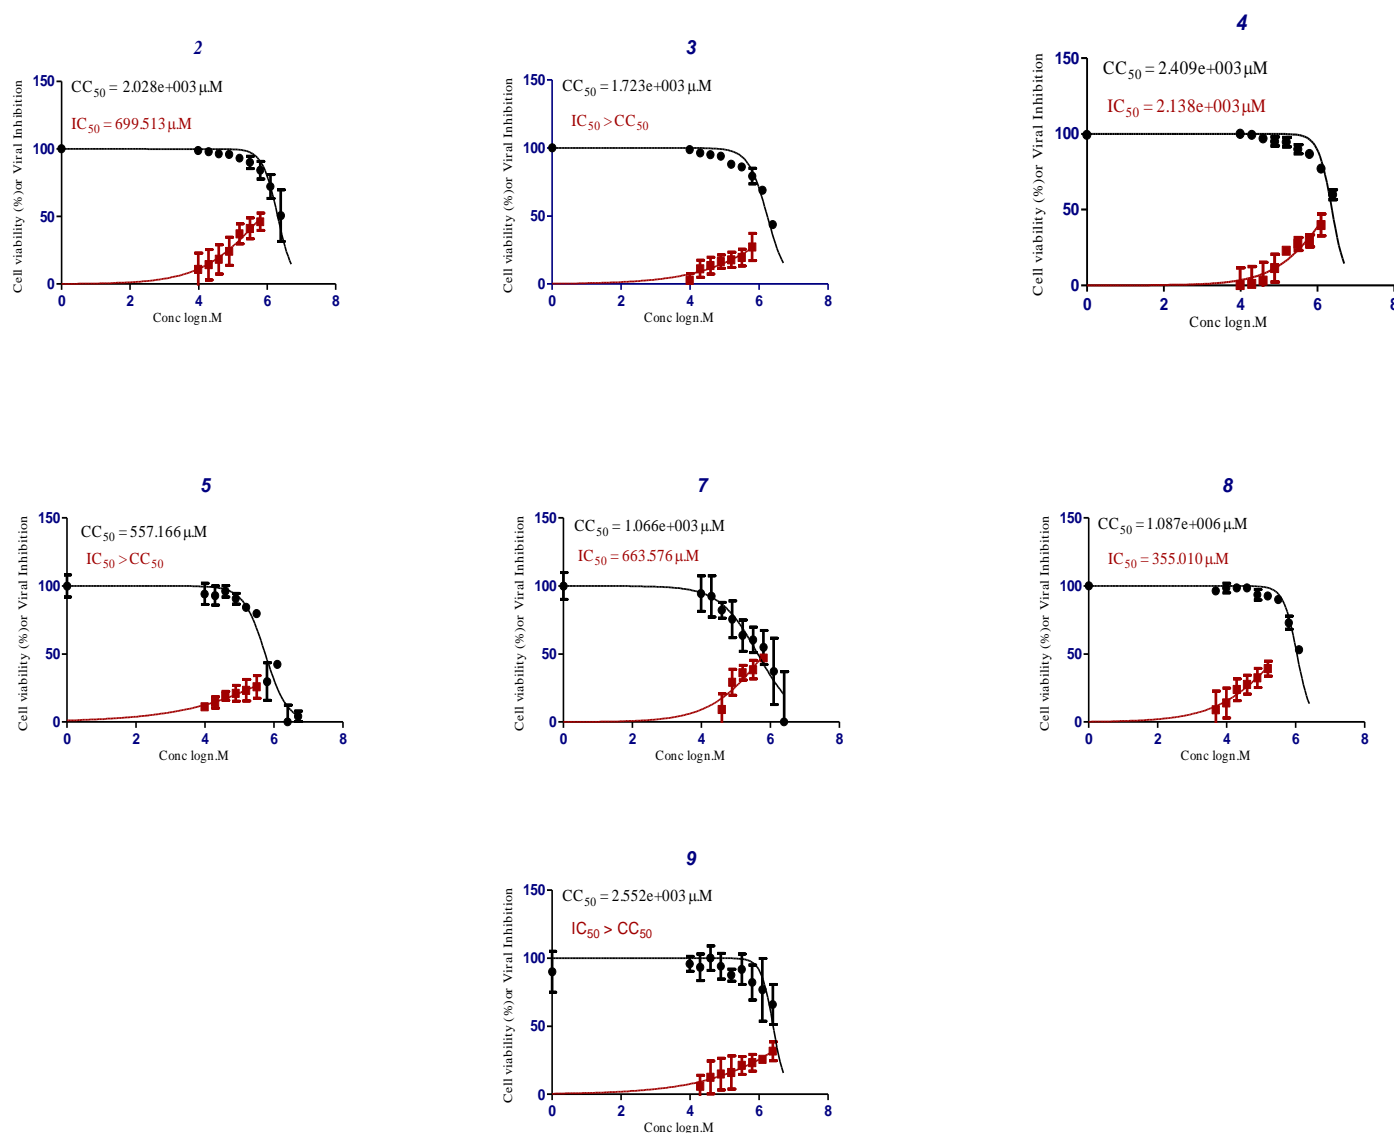 2
CC50 = 2.028e+003 µM
IC50 = 699.513 µM
Cell viability (%)or Viral Inhibition
150
100
50
0
0 2 4 6 8
Conc logn.M
3
CC50 = 1.723e+003 µM
IC50 > CC50
Cell viability (%)or Viral Inhibition
150
100
50
0
0 2 4 6 8
Conc logn.M
4
CC50 = 2.409e+003 µM
IC50 = 2.138e+003 µM
Cell viability (%)or Viral Inhibition
150
100
50
0
0 2 4 6 8
Conc logn.M
5
CC50 = 557.166 µM
IC50 > CC50
Cell viability (%)or Viral Inhibition
150
100
50
0
0 2 4 6 8
Conc logn.M
7
CC50 = 1.066e+003 µM
IC50 = 663.576 µM
Cell viability (%)or Viral Inhibition
150
100
50
0
0 2 4 6 8
Conc logn.M
8
CC50 = 1.087e+006 µM
IC50 = 355.010 µM
Cell viability (%)or Viral Inhibition
150
100
50
0
0 2 4 6 8
Conc logn.M
9
CC50 = 2.552e+003 µM
IC50 > CC50
Cell viability (%)or Viral Inhibition
150
100
50
0
0 2 4 6 8
Conc logn.M